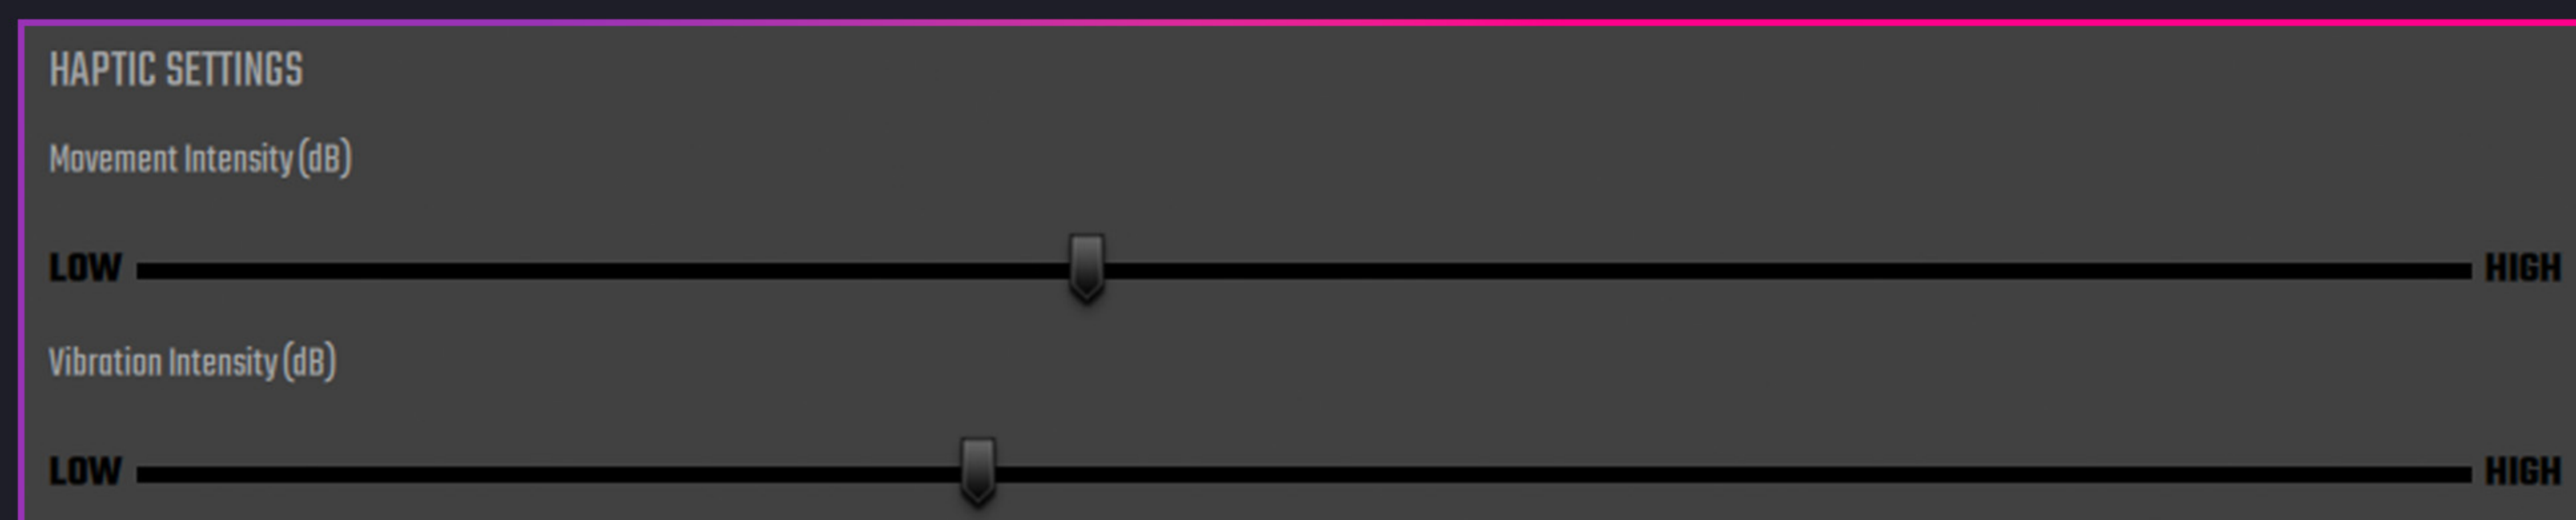 HAPTIC SETTINGS
Movement Intensity (dB)
LOW HIGH
Vibration Intensity (dB)
LOW HIGH